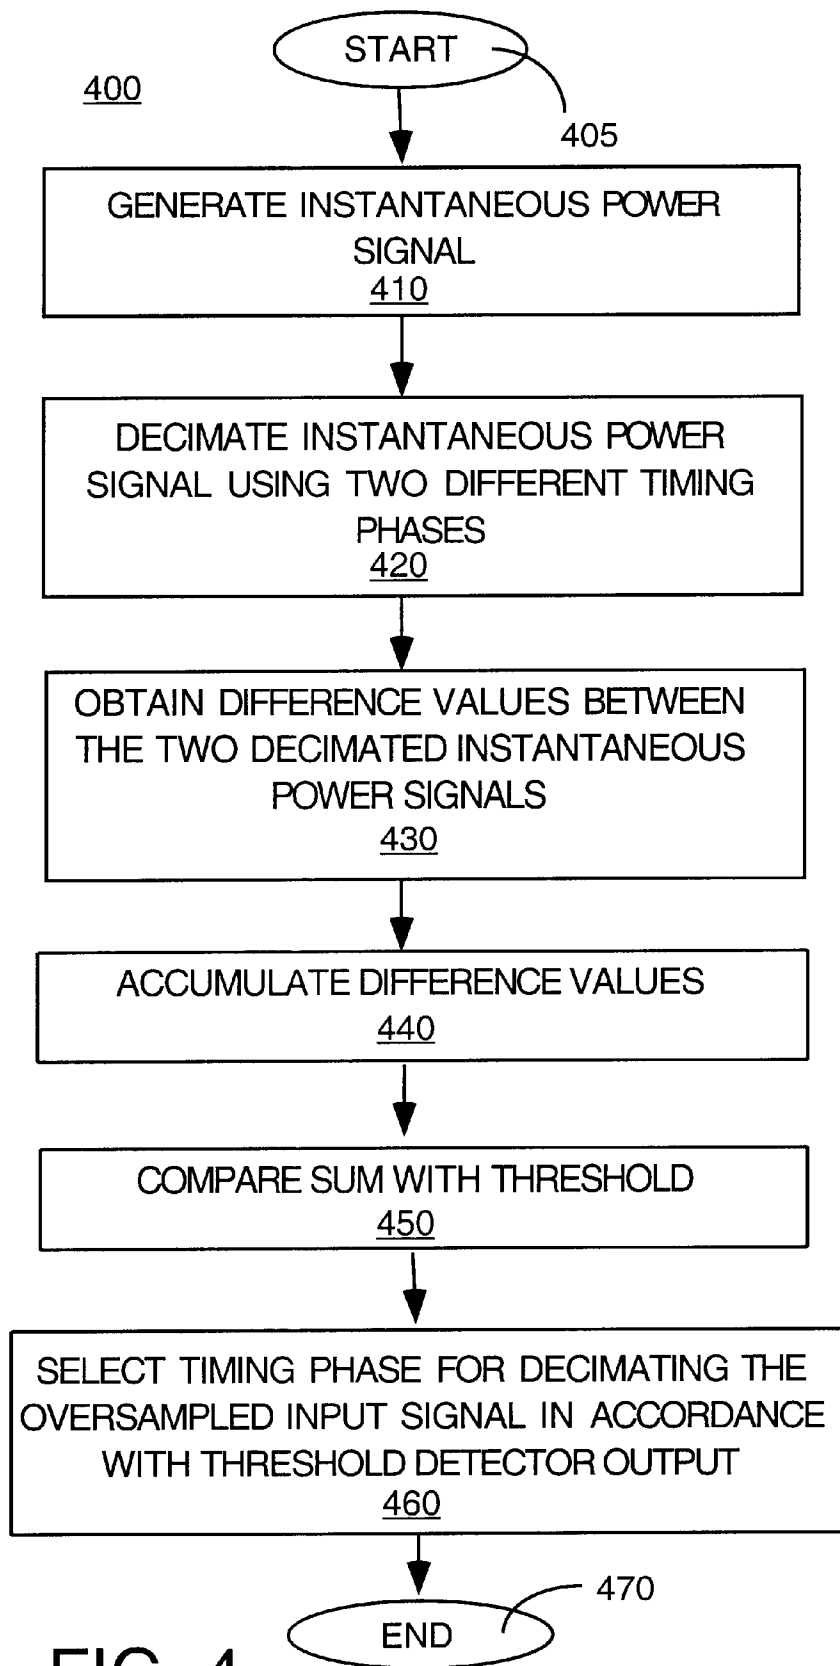 START
400
405
GENERATE INSTANTANEOUS POWER
SIGNAL
410
DECIMATE INSTANTANEOUS POWER
SIGNAL USING TWO DIFFERENT TIMING
PHASES
420
OBTAIN DIFFERENCE VALUES BETWEEN
THE TWO DECIMATED INSTANTANEOUS
POWER SIGNALS
430
ACCUMULATE DIFFERENCE VALUES
440
COMPARE SUM WITH THRESHOLD
450
SELECT TIMING PHASE FOR DECIMATING THE
OVERSAMPLED INPUT SIGNAL IN ACCORDANCE
WITH THRESHOLD DETECTOR OUTPUT
460
470
END
FIG. 4